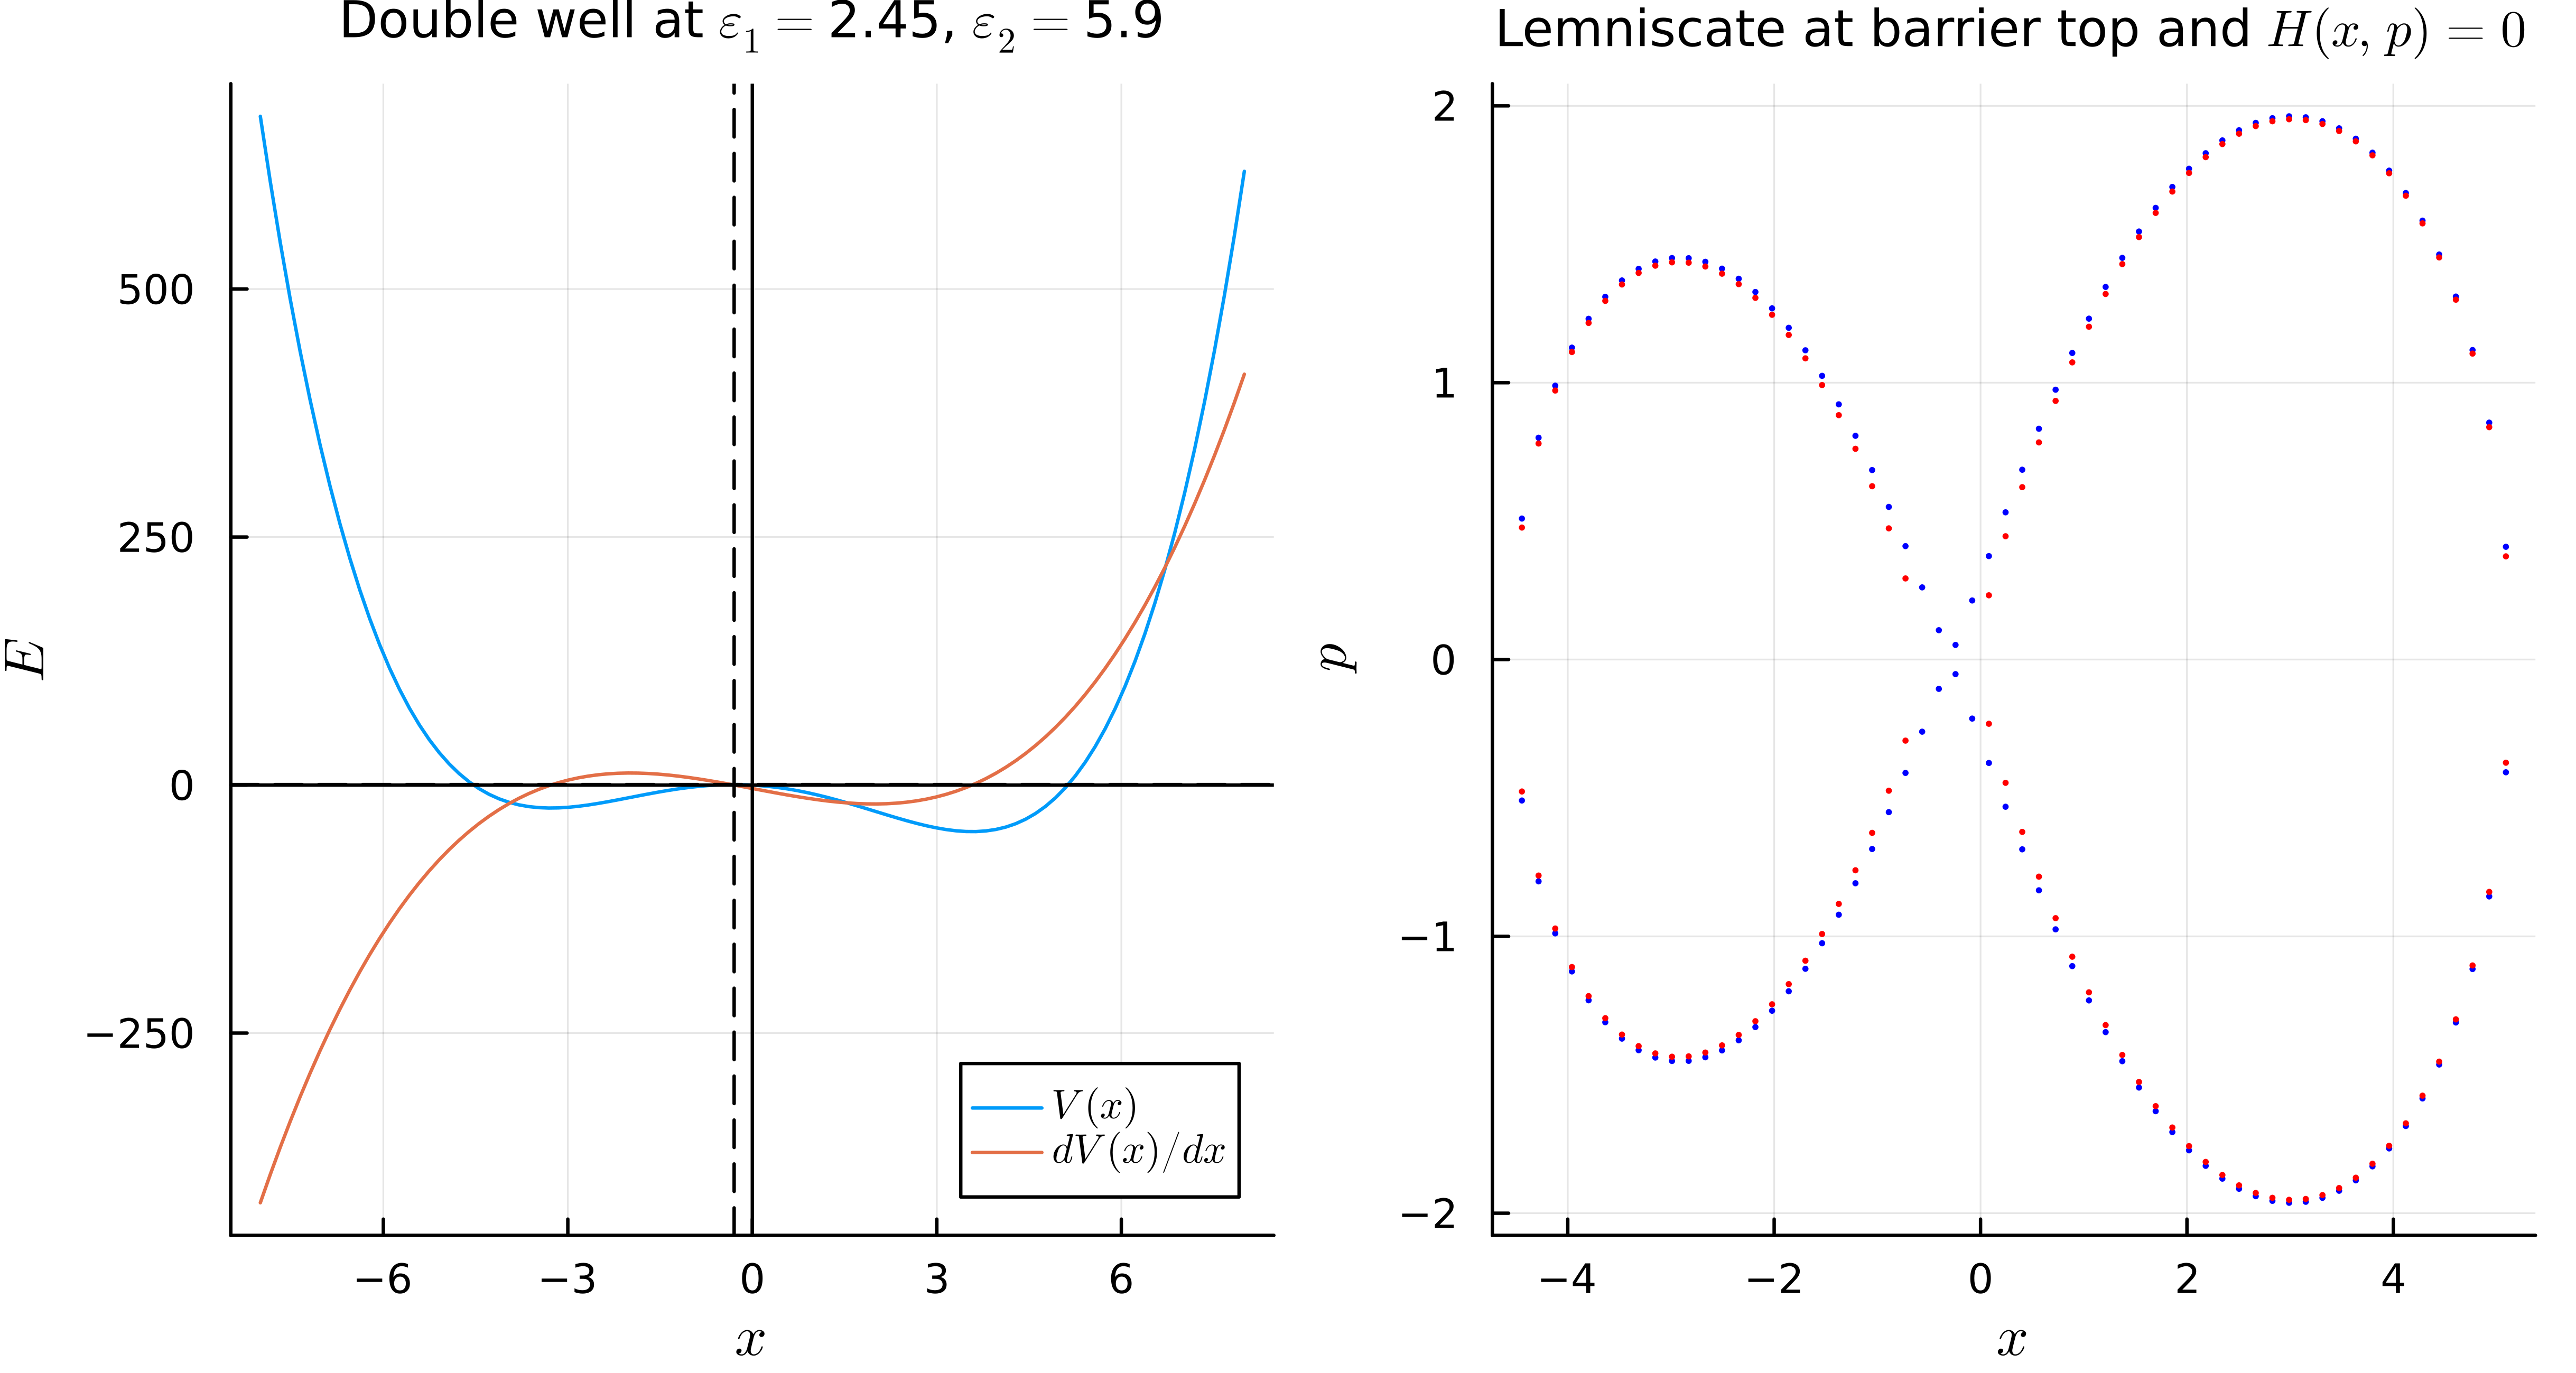 Double well at ε₁ = 2.45, ε₂ = 5.9
E
500
250
0
−250
−6
−3
0
3
6
x
V(x)
dV(x)/dx
Lemniscate at barrier top and H(x, p) = 0
p
2
1
0
−1
−2
−4
−2
0
2
4
x